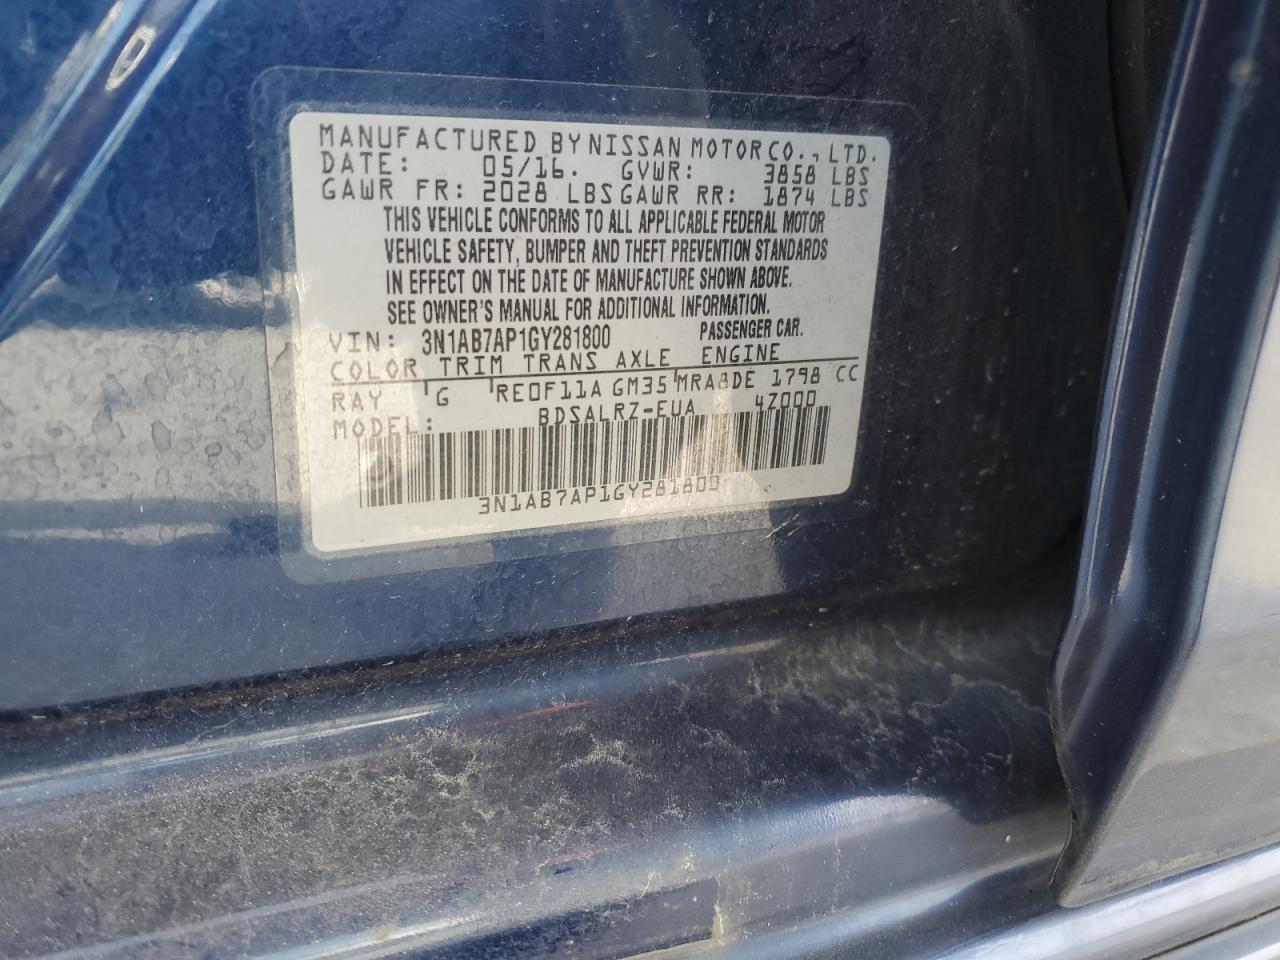 MANUFACTURED BY NISSAN MOTOR CO., LTD.
DATE: 05/16. GVWR: 3858 LBS
GAWR FR: 2028 LBS GAWR RR: 1874 LBS
THIS VEHICLE CONFORMS TO ALL APPLICABLE FEDERAL MOTOR
VEHICLE SAFETY, BUMPER AND THEFT PREVENTION STANDARDS
IN EFFECT ON THE DATE OF MANUFACTURE SHOWN ABOVE.
SEE OWNER'S MANUAL FOR ADDITIONAL INFORMATION.
VIN: 3N1AB7AP1GY281800 PASSENGER CAR.
COLOR TRIM TRANS AXLE ENGINE
RAY G RE0F11A GM35 MRA8DE 1798 CC
MODEL: BDSALRZ-EUA 4Z000
3N1AB7AP1GY281800